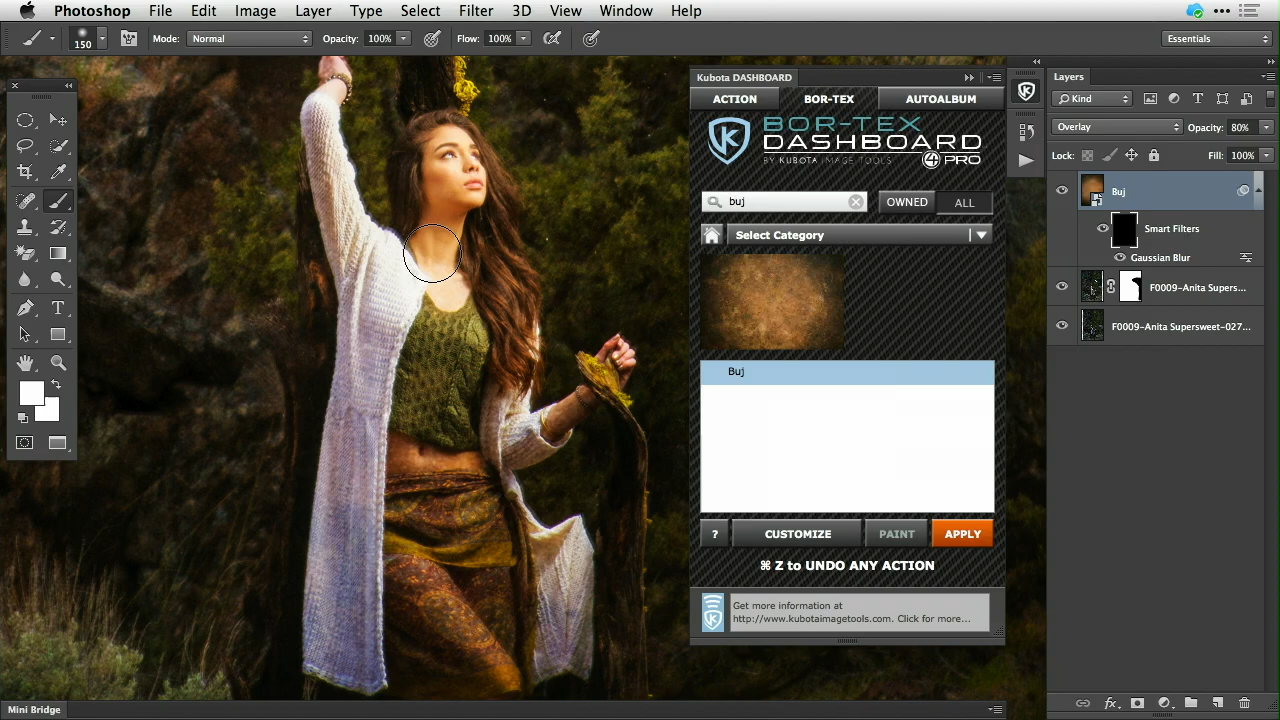 Photoshop File Edit Image Layer Type Select Filter 3D View Window Help
150 Mode: Normal Opacity: 100% Flow: 100% Essentials
Kubota DASHBOARD
ACTION BOR-TEX AUTOALBUM
BOR-TEX
DASHBOARD
BY KUBOTA IMAGE TOOLS 4 PRO
buj OWNED ALL
Select Category
Buj
? CUSTOMIZE PAINT APPLY
⌘ Z to UNDO ANY ACTION
Get more information at
http://www.kubotaimagetools.com. Click for more...
Layers
Kind
Overlay Opacity: 80%
Lock: Fill: 100%
Buj
Smart Filters
Gaussian Blur
F0009-Anita Supers...
F0009-Anita Supersweet-027...
Mini Bridge